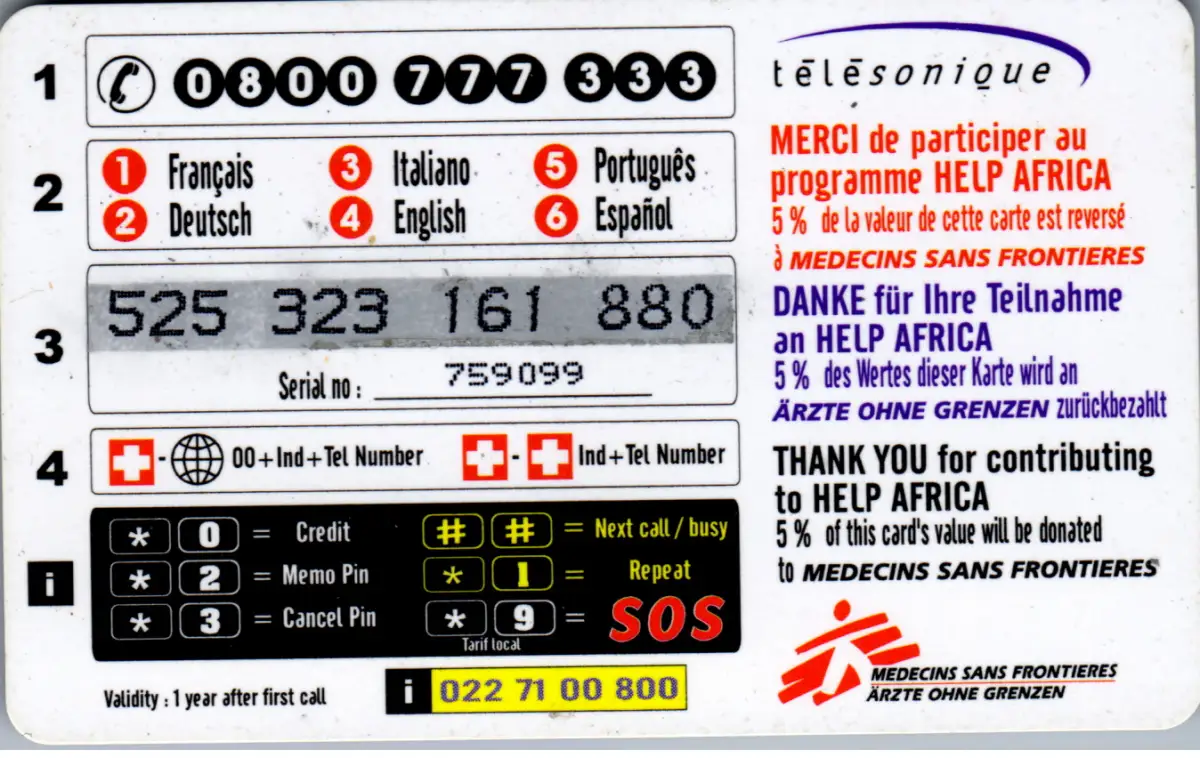 1 0800 777 333
2
1 Français 3 Italiano 5 Português
2 Deutsch 4 English 6 Español
3
525 323 161 880
Serial no : 759099
4 - 00+Ind+Tel Number - Ind+Tel Number
i
* 0 = Credit # # = Next call / busy
* 2 = Memo Pin * 1 = Repeat
* 3 = Cancel Pin * 9 = SOS
Tarif local
Validity : 1 year after first call i 022 71 00 800
tēlēsonique
MERCI de participer au
programme HELP AFRICA
5 % de la valeur de cette carte est reversé
à MEDECINS SANS FRONTIERES
DANKE für Ihre Teilnahme
an HELP AFRICA
5 % des Wertes dieser Karte wird an
ÄRZTE OHNE GRENZEN zurückbezahlt
THANK YOU for contributing
to HELP AFRICA
5 % of this card's value will be donated
to MEDECINS SANS FRONTIERES
MEDECINS SANS FRONTIERES
ÄRZTE OHNE GRENZEN